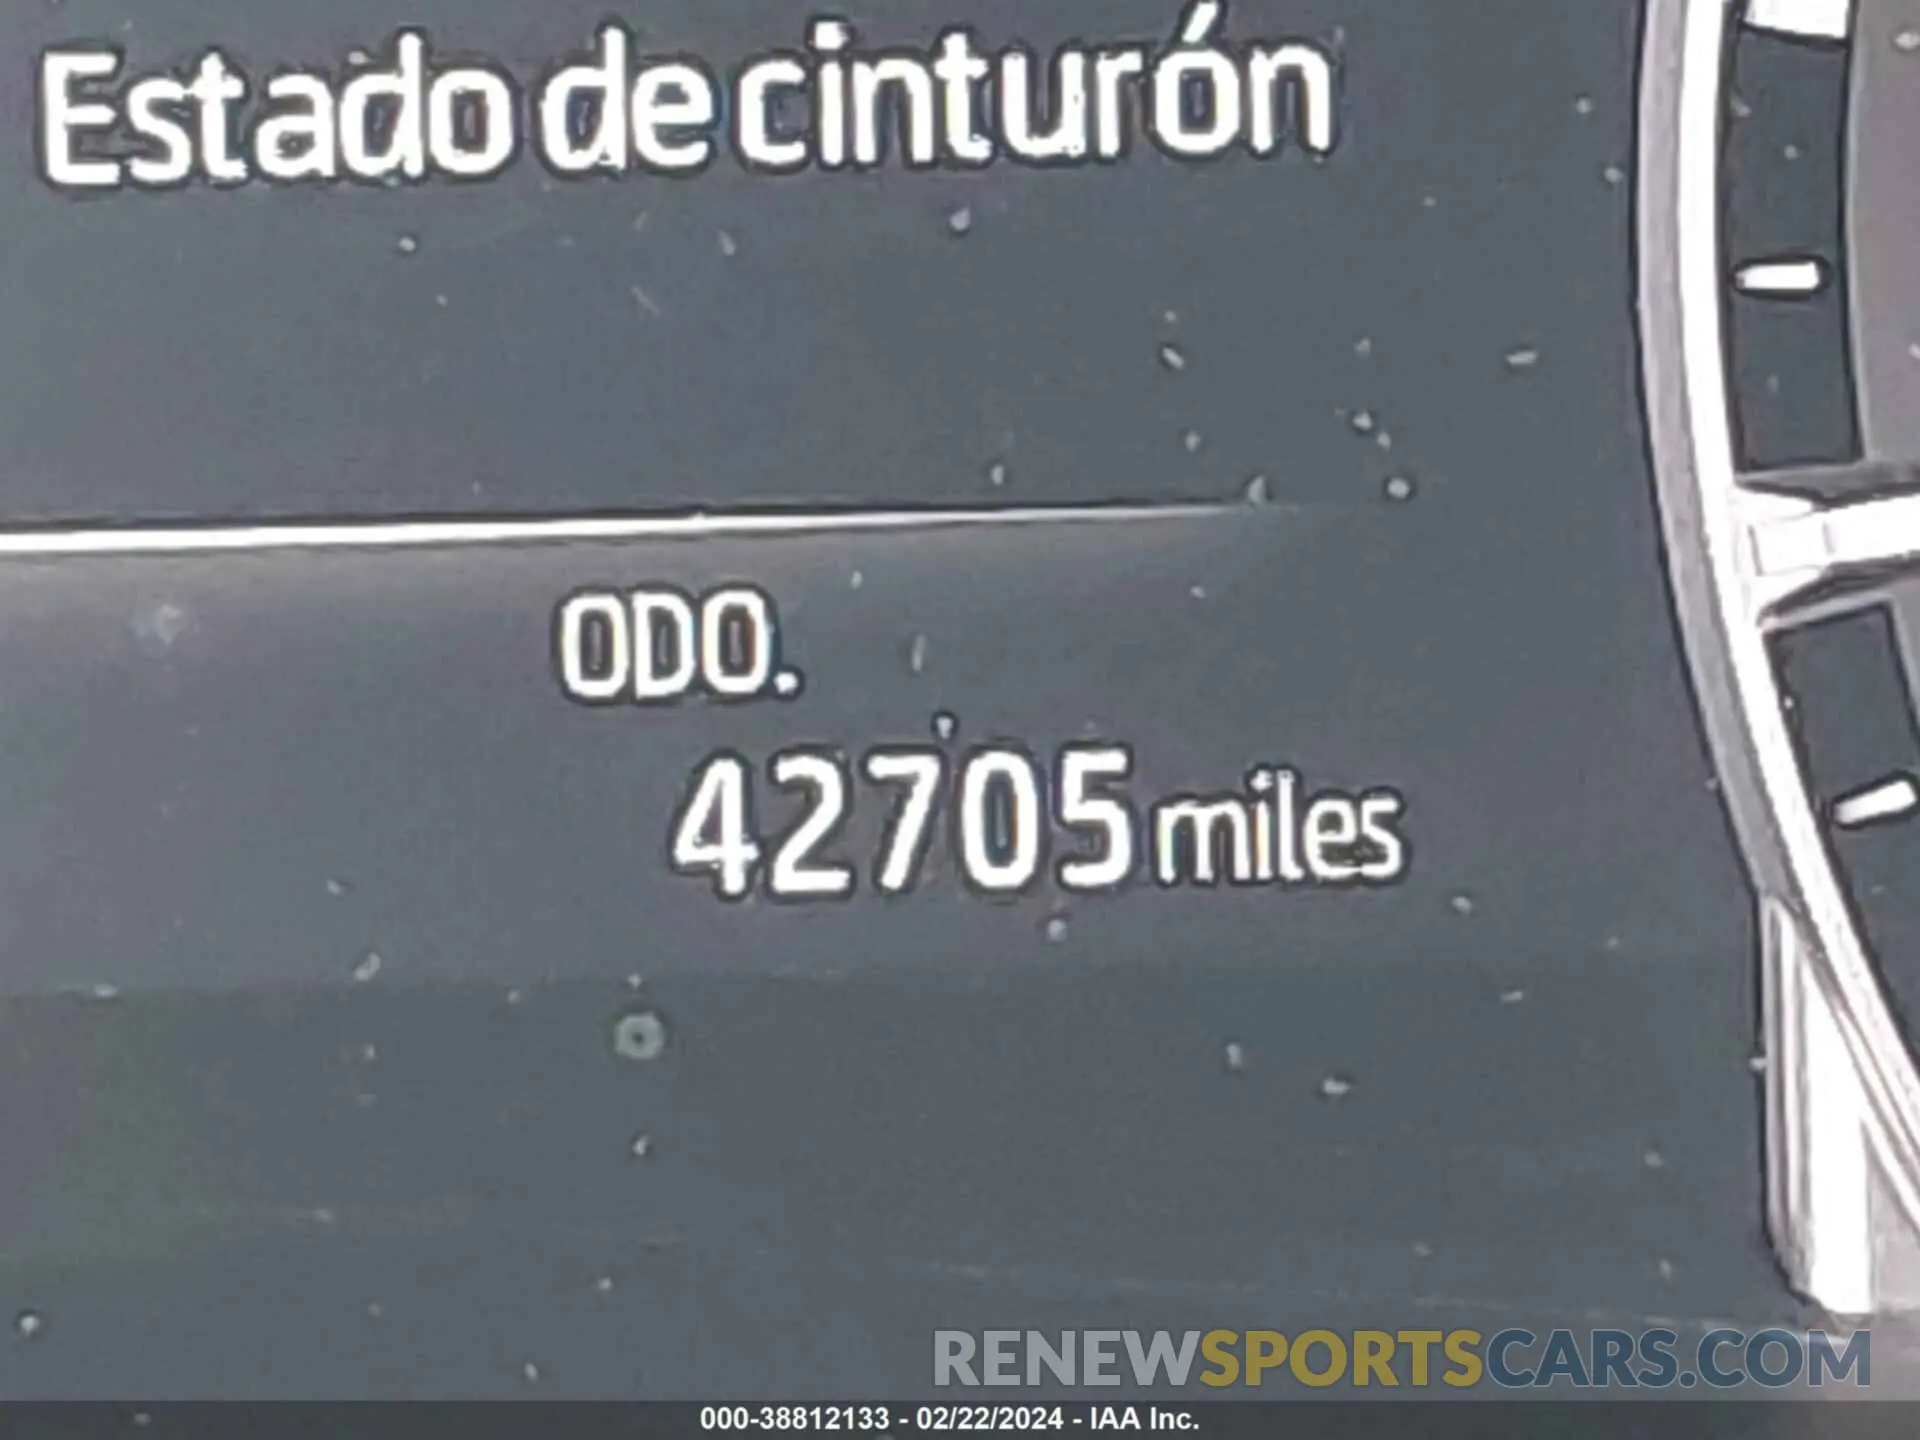 Estado de cinturón
ODO.
42705 miles
RENEWSPORTSCARS.COM
000-38812133 - 02/22/2024 - IAA Inc.